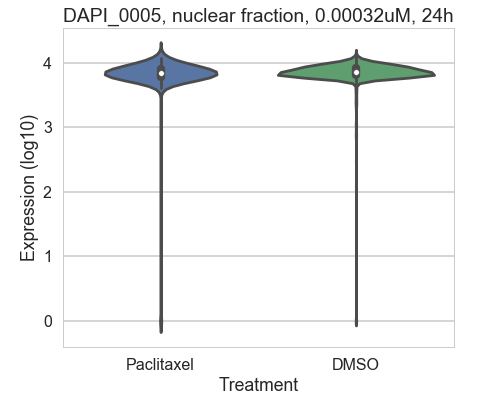 DAPI_0005, nuclear fraction, 0.00032uM, 24h
Expression (log10)
4
3
2
1
0
Paclitaxel DMSO
Treatment